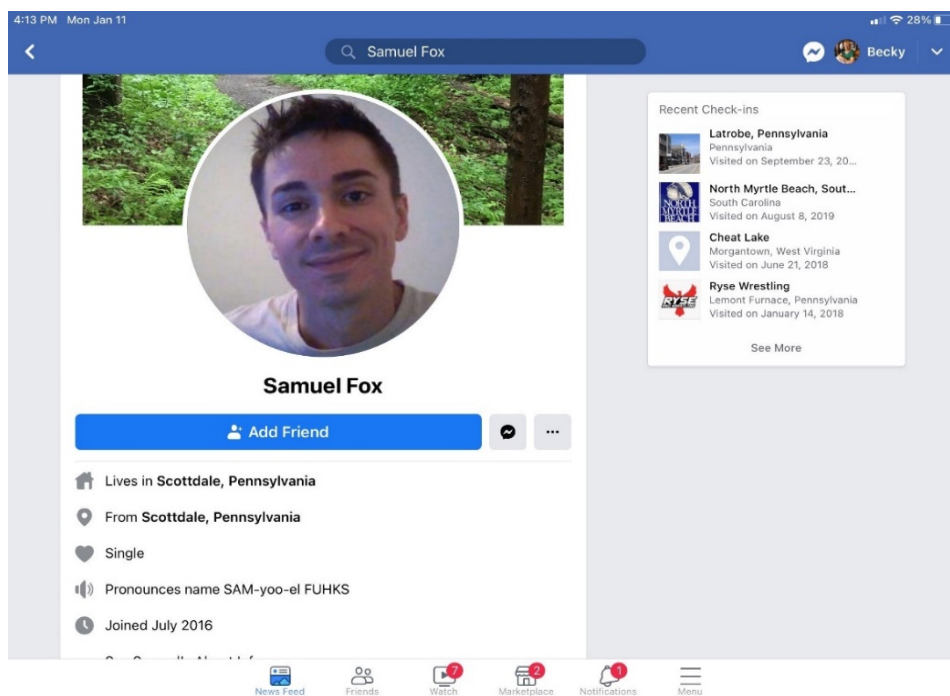 4:13 PM Mon Jan 11
28%
Samuel Fox
Becky
Samuel Fox
Add Friend
Lives in Scottdale, Pennsylvania
From Scottdale, Pennsylvania
Single
Pronounces name SAM-yoo-el FUHKS
Joined July 2016
Recent Check-ins
Latrobe, Pennsylvania
Pennsylvania
Visited on September 23, 20...
NORTH
MYRTLE
BEACH
North Myrtle Beach, Sout...
South Carolina
Visited on August 8, 2019
Cheat Lake
Morgantown, West Virginia
Visited on June 21, 2018
RYSE
Ryse Wrestling
Lemont Furnace, Pennsylvania
Visited on January 14, 2018
See More
7
2
1
News Feed
Friends
Watch
Marketplace
Notifications
Menu